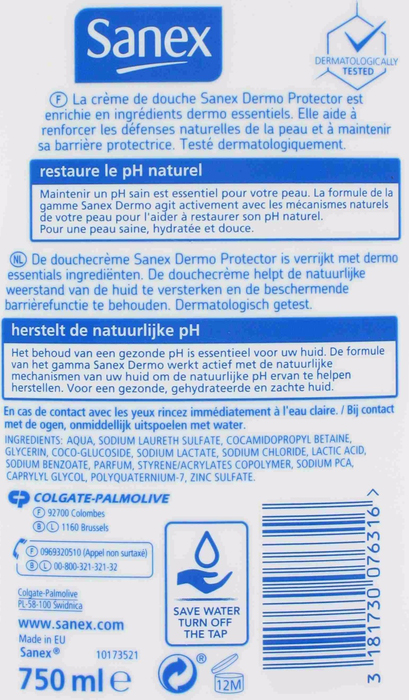 Sanex
DERMATOLOGICALLY
TESTED
F La crème de douche Sanex Dermo Protector est
enrichie en ingrédients dermo essentiels. Elle aide à
renforcer les défenses naturelles de la peau et à maintenir
sa barrière protectrice. Testé dermatologiquement.
restaure le pH naturel
Maintenir un pH sain est essentiel pour votre peau. La formule de la
gamme Sanex Dermo agit activement avec les mécanismes naturels
de votre peau pour l'aider à restaurer son pH naturel.
Pour une peau saine, hydratée et douce.
NL De douchecrème Sanex Dermo Protector is verrijkt met dermo
essentials ingrediënten. De douchecrème helpt de natuurlijke
weerstand van de huid te versterken en de beschermende
barrièrefunctie te behouden. Dermatologisch getest.
herstelt de natuurlijke pH
Het behoud van een gezonde pH is essentieel voor uw huid. De formule
van het gamma Sanex Dermo werkt actief met de natuurlijke
mechanismen van uw huid om de natuurlijke pH ervan te helpen
herstellen. Voor een gezonde, gehydrateerde en zachte huid.
En cas de contact avec les yeux rincez immédiatement à l'eau claire. / Bij contact
met de ogen, onmiddellijk uitspoelen met water.
INGREDIENTS: AQUA, SODIUM LAURETH SULFATE, COCAMIDOPROPYL BETAINE,
GLYCERIN, COCO-GLUCOSIDE, SODIUM LACTATE, SODIUM CHLORIDE, LACTIC ACID,
SODIUM BENZOATE, PARFUM, STYRENE/ACRYLATES COPOLYMER, SODIUM PCA,
CAPRYLYL GLYCOL, POLYQUATERNIUM-7, ZINC SULFATE.
COLGATE-PALMOLIVE
F 92700 Colombes
B L 1160 Brussels
F 0969320510 (Appel non surtaxé)
B L 00-800-321-321-32
Colgate-Palmolive
PL-58-100 Świdnica
www.sanex.com
Made in EU
Sanex® 10173521
750 ml e
SAVE WATER
TURN OFF
THE TAP
®
12M
3 181730 076316 >